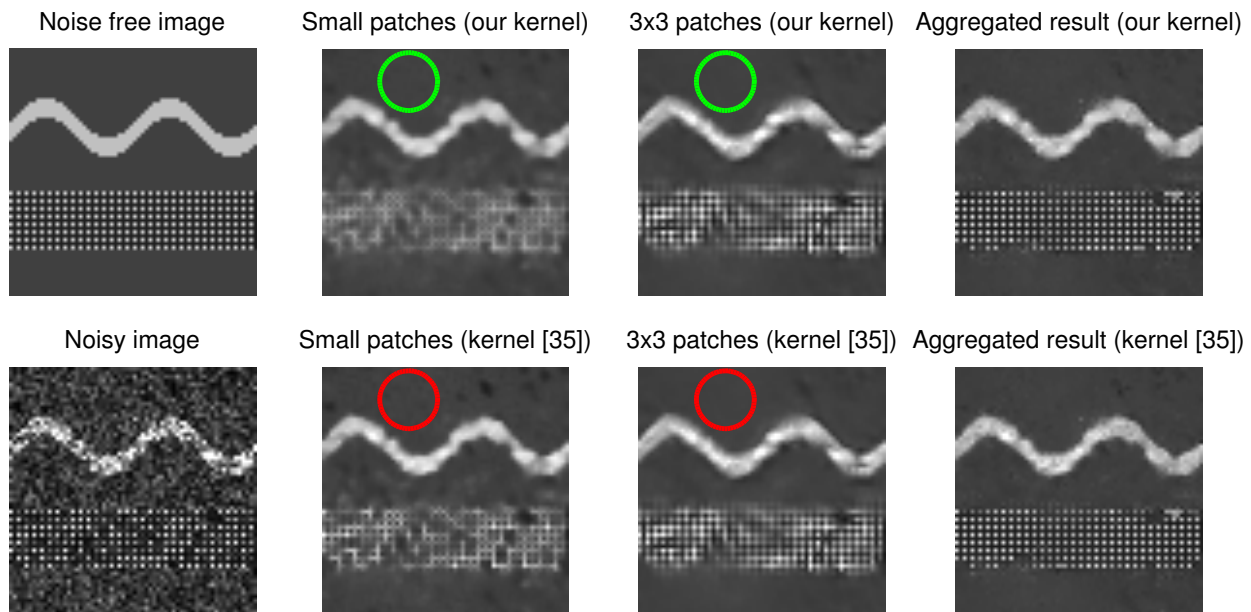 Noise free image
Small patches (our kernel)
3x3 patches (our kernel)
Aggregated result (our kernel)
Noisy image
Small patches (kernel [35])
3x3 patches (kernel [35])
Aggregated result (kernel [35])